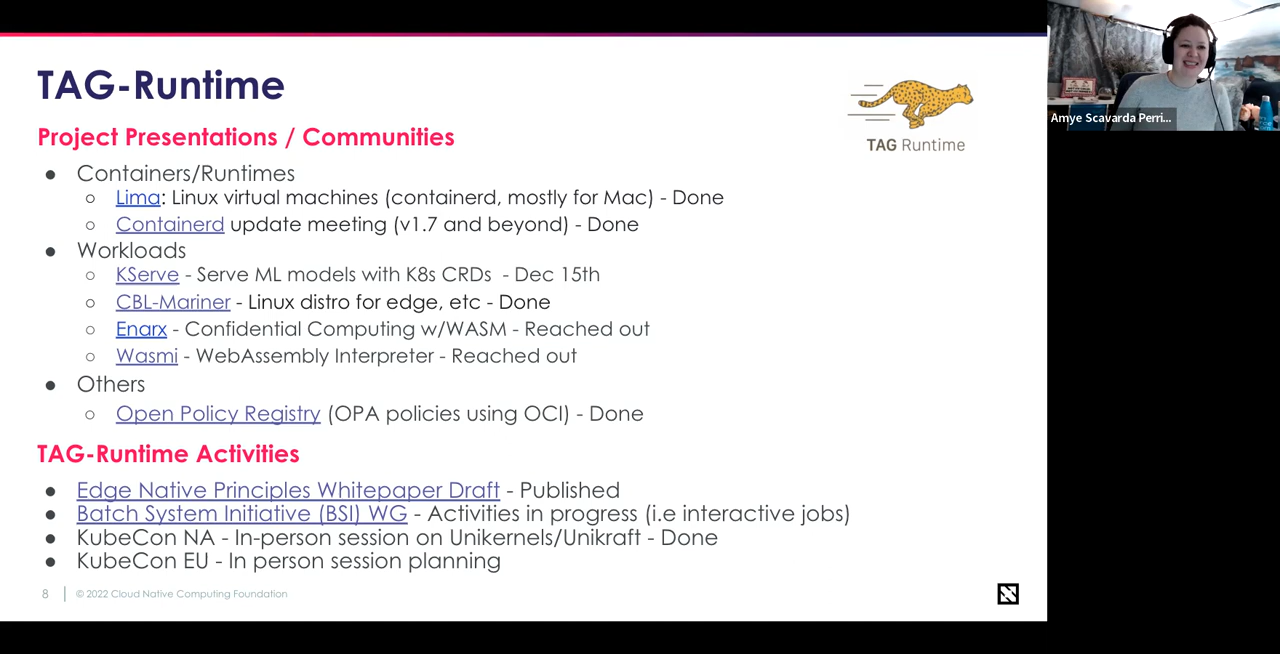 TAG-Runtime
TAG Runtime
Project Presentations / Communities
● Containers/Runtimes
○ Lima: Linux virtual machines (containerd, mostly for Mac) - Done
○ Containerd update meeting (v1.7 and beyond) - Done
● Workloads
○ KServe - Serve ML models with K8s CRDs - Dec 15th
○ CBL-Mariner - Linux distro for edge, etc - Done
○ Enarx - Confidential Computing w/WASM - Reached out
○ Wasmi - WebAssembly Interpreter - Reached out
● Others
○ Open Policy Registry (OPA policies using OCI) - Done
TAG-Runtime Activities
● Edge Native Principles Whitepaper Draft - Published
● Batch System Initiative (BSI) WG - Activities in progress (i.e interactive jobs)
● KubeCon NA - In-person session on Unikernels/Unikraft - Done
● KubeCon EU - In person session planning
8 | © 2022 Cloud Native Computing Foundation
Amye Scavarda Perri...